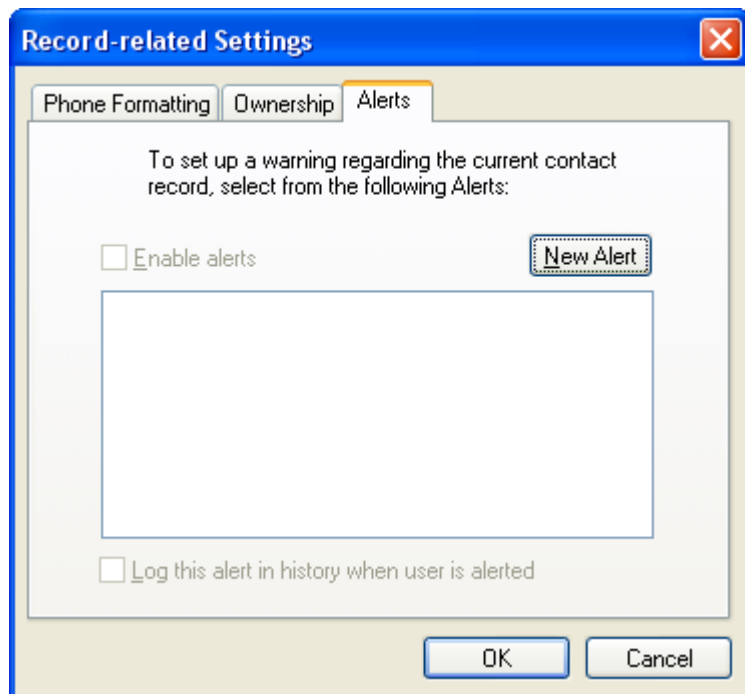 Record-related Settings
Phone Formatting Ownership Alerts
To set up a warning regarding the current contact
record, select from the following Alerts:
Enable alerts New Alert
Log this alert in history when user is alerted
OK Cancel